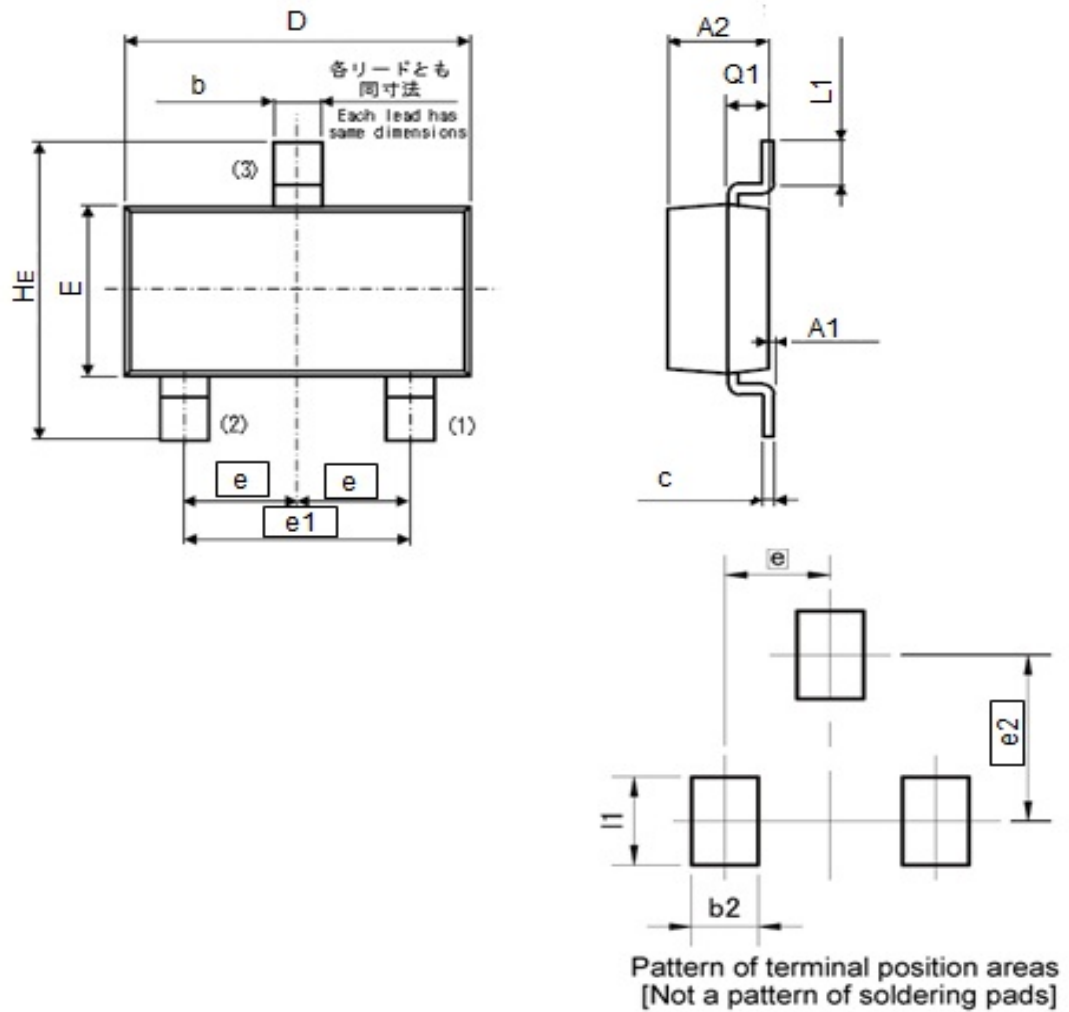 D
b
各リードとも
同寸法
Each lead has
same dimensions
(3)
HE
E
(2)
(1)
e
e
e1
A2
Q1
L1
A1
c
e
e2
l1
b2
Pattern of terminal position areas
[Not a pattern of soldering pads]